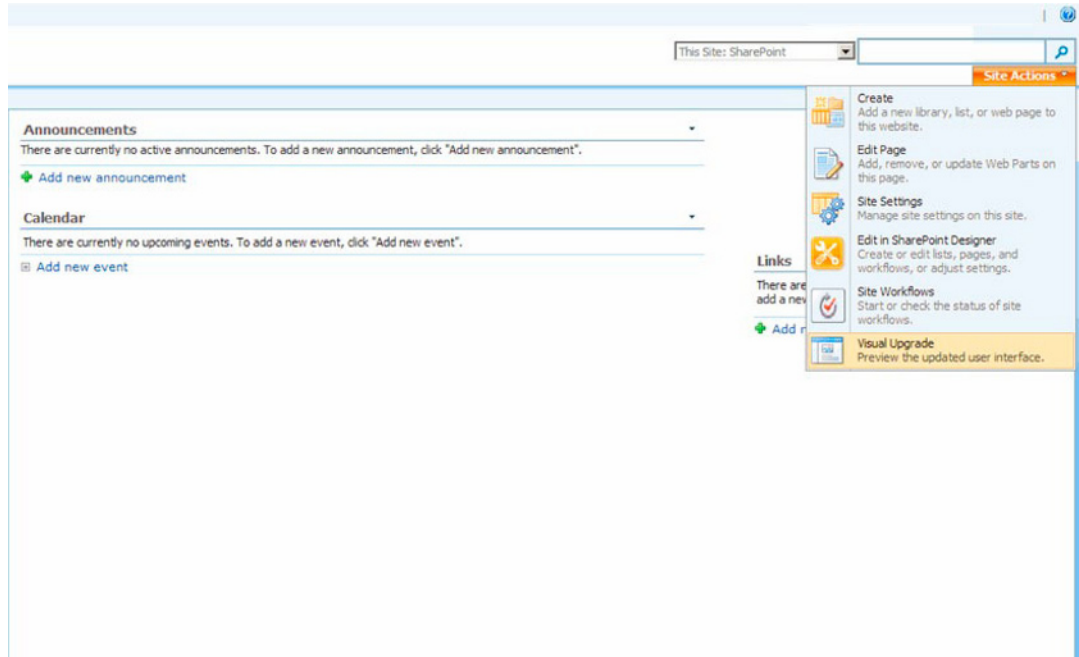 |
This Site: SharePoint
Site Actions
Announcements
There are currently no active announcements. To add a new announcement, click "Add new announcement".
Add new announcement
Calendar
There are currently no upcoming events. To add a new event, click "Add new event".
Add new event
Links
There are
add a new
Add
Create
Add a new library, list, or web page to
this website.
Edit Page
Add, remove, or update Web Parts on
this page.
Site Settings
Manage site settings on this site.
Edit in SharePoint Designer
Create or edit lists, pages, and
workflows, or adjust settings.
Site Workflows
Start or check the status of site
workflows.
Visual Upgrade
Preview the updated user interface.